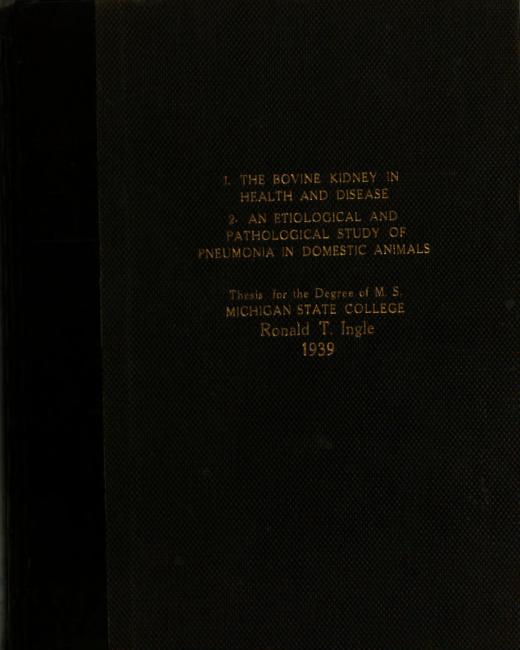 1. THE BOVINE KIDNEY IN
HEALTH AND DISEASE
2. AN ETIOLOGICAL AND
PATHOLOGICAL STUDY OF
PNEUMONIA IN DOMESTIC ANIMALS
Thesis for the Degree of M. S.
MICHIGAN STATE COLLEGE
Ronald T. Ingle
1939